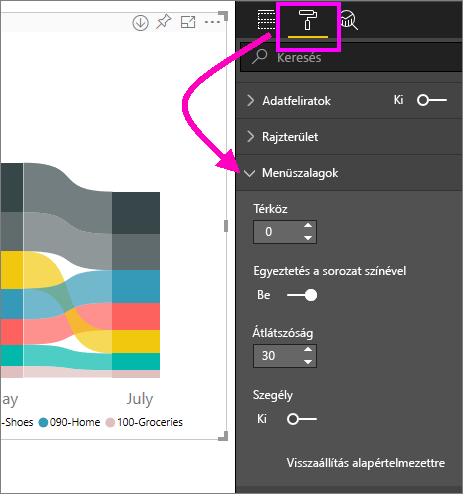 Keresés
Adatfeliratok Ki
Rajzterület
Menüszalagok
Térköz
0
Egyeztetés a sorozat színével
Be
Átlátszóság
30
Szegély
Ki
Visszaállítás alapértelmezettre
ay July
-Shoes 090-Home 100-Groceries